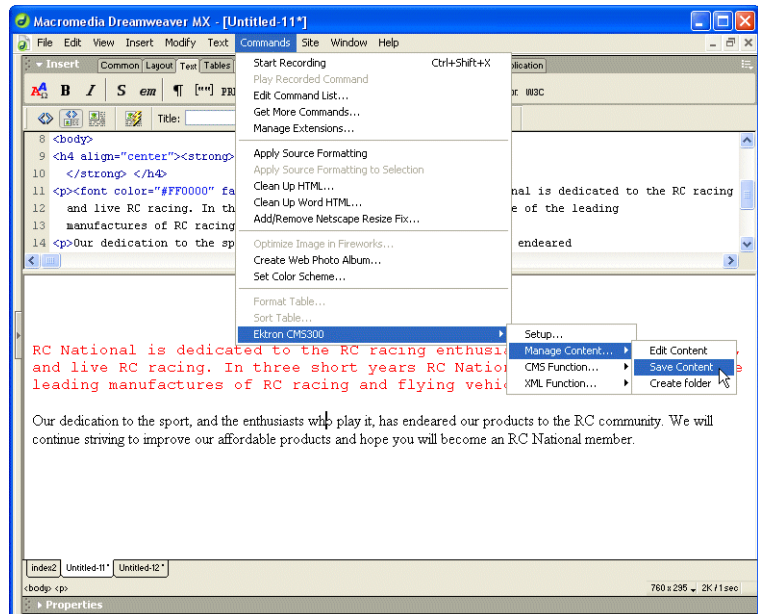 Macromedia Dreamweaver MX - [Untitled-11*]
File Edit View Insert Modify Text Commands Site Window Help
Insert Common Layout Text Tables
B I S em ¶ [""]
W3C
Title:
Start Recording Ctrl+Shift+X
Play Recorded Command
Edit Command List...
Get More Commands...
Manage Extensions...
Apply Source Formatting
Apply Source Formatting to Selection
Clean Up HTML...
Clean Up Word HTML...
Add/Remove Netscape Resize Fix...
Optimize Image in Fireworks...
Create Web Photo Album...
Set Color Scheme...
Format Table...
Sort Table...
Ektron CMS300
Setup...
Manage Content...
CMS Function...
XML Function...
Edit Content
Save Content
Create folder
8 <body>
9 <h4 align="center"><strong>
10 </strong> </h4>
11 <p><font color="#FF0000" fa nal is dedicated to the RC racing
12 and live RC racing. In th e of the leading
13 manufactures of RC racing
14 <p>Our dedication to the sp endeared
RC National is dedicated to the RC racing
and live RC racing. In three short years RC
leading manufactures of RC racing and flying
Our dedication to the sport, and the enthusiasts who play it, has endeared our products to the RC community. We will
continue striving to improve our affordable products and hope you will become an RC National member.
index2 Untitled-11* Untitled-12*
<body> <p> 760 x 295 2K / 1 sec
Properties